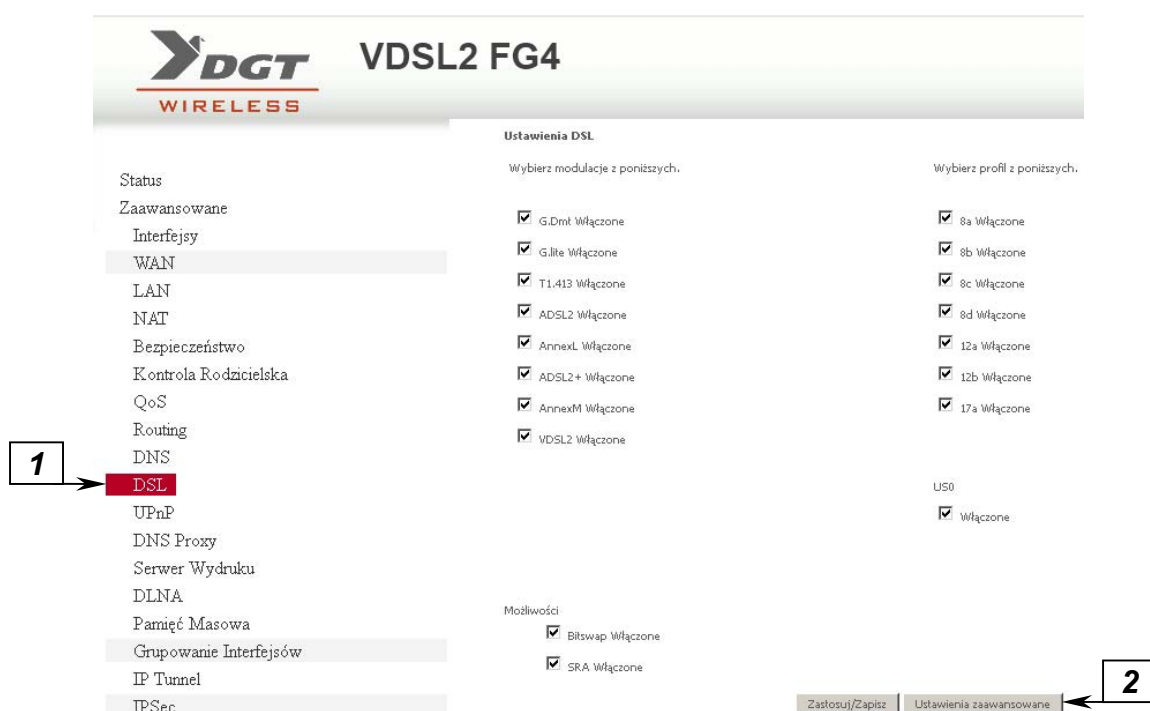 DGT
WIRELESS
VDSL2 FG4
Status
Zaawansowane
Interfejsy
WAN
LAN
NAT
Bezpieczeństwo
Kontrola Rodzicielska
QoS
Routing
DNS
1
DSL
UPnP
DNS Proxy
Serwer Wydruku
DLNA
Pamięć Masowa
Grupowanie Interfejsów
IP Tunnel
IPSec
Ustawienia DSL
Wybierz modulacje z poniższych.
G.Dmt Włączone
G.lite Włączone
T1.413 Włączone
ADSL2 Włączone
AnnexL Włączone
ADSL2+ Włączone
AnnexM Włączone
VDSL2 Włączone
Wybierz profil z poniższych.
8a Włączone
8b Włączone
8c Włączone
8d Włączone
12a Włączone
12b Włączone
17a Włączone
US0
Włączone
Możliwości
Bitswap Włączone
SRA Włączone
Zastosuj/Zapisz
Ustawienia zaawansowane
2